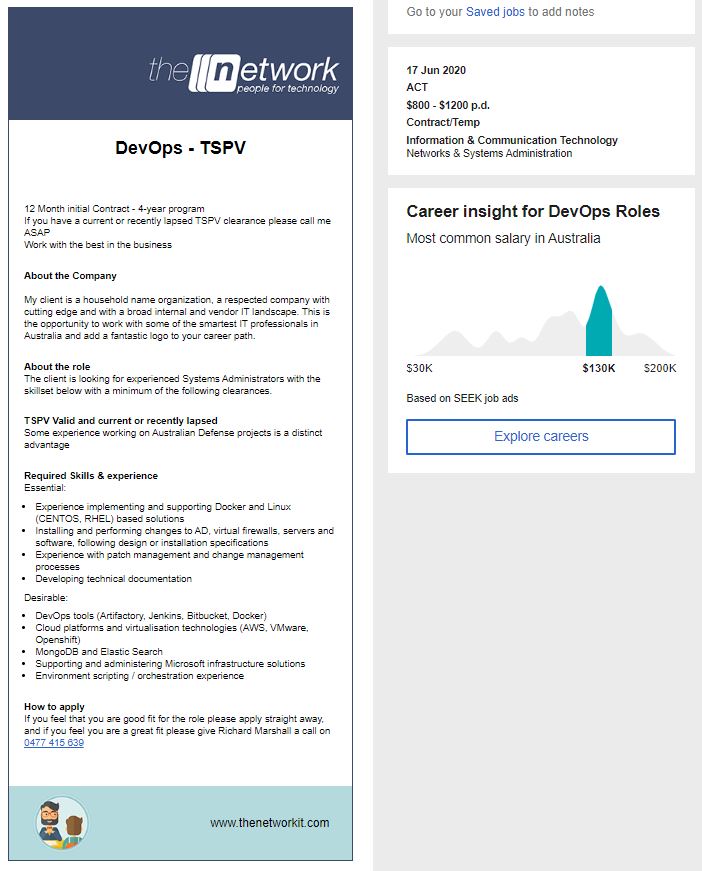 the network
people for technology
DevOps - TSPV
12 Month initial Contract - 4-year program
If you have a current or recently lapsed TSPV clearance please call me
ASAP
Work with the best in the business
About the Company
My client is a household name organization, a respected company with
cutting edge and with a broad internal and vendor IT landscape. This is
the opportunity to work with some of the smartest IT professionals in
Australia and add a fantastic logo to your career path.
About the role
The client is looking for experienced Systems Administrators with the
skillset below with a minimum of the following clearances.
TSPV Valid and current or recently lapsed
Some experience working on Australian Defense projects is a distinct
advantage
Required Skills & experience
Essential:
• Experience implementing and supporting Docker and Linux
(CENTOS, RHEL) based solutions
• Installing and performing changes to AD, virtual firewalls, servers and
software, following design or installation specifications
• Experience with patch management and change management
processes
• Developing technical documentation
Desirable:
• DevOps tools (Artifactory, Jenkins, Bitbucket, Docker)
• Cloud platforms and virtualisation technologies (AWS, VMware,
Openshift)
• MongoDB and Elastic Search
• Supporting and administering Microsoft infrastructure solutions
• Environment scripting / orchestration experience
How to apply
If you feel that you are good fit for the role please apply straight away,
and if you feel you are a great fit please give Richard Marshall a call on
0477 415 639
www.thenetworkit.com
Go to your Saved jobs to add notes
17 Jun 2020
ACT
$800 - $1200 p.d.
Contract/Temp
Information & Communication Technology
Networks & Systems Administration
Career insight for DevOps Roles
Most common salary in Australia
$30K $130K $200K
Based on SEEK job ads
Explore careers